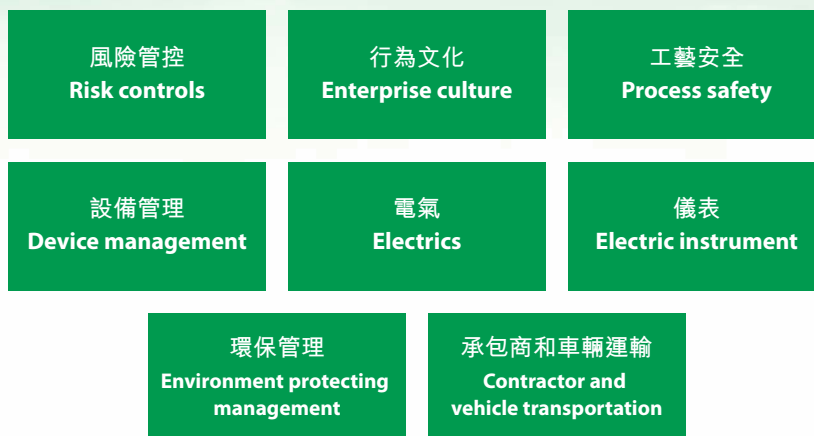 風險管控
Risk controls
行為文化
Enterprise culture
工藝安全
Process safety
設備管理
Device management
電氣
Electrics
儀表
Electric instrument
環保管理
Environment protecting
management
承包商和車輛運輸
Contractor and
vehicle transportation